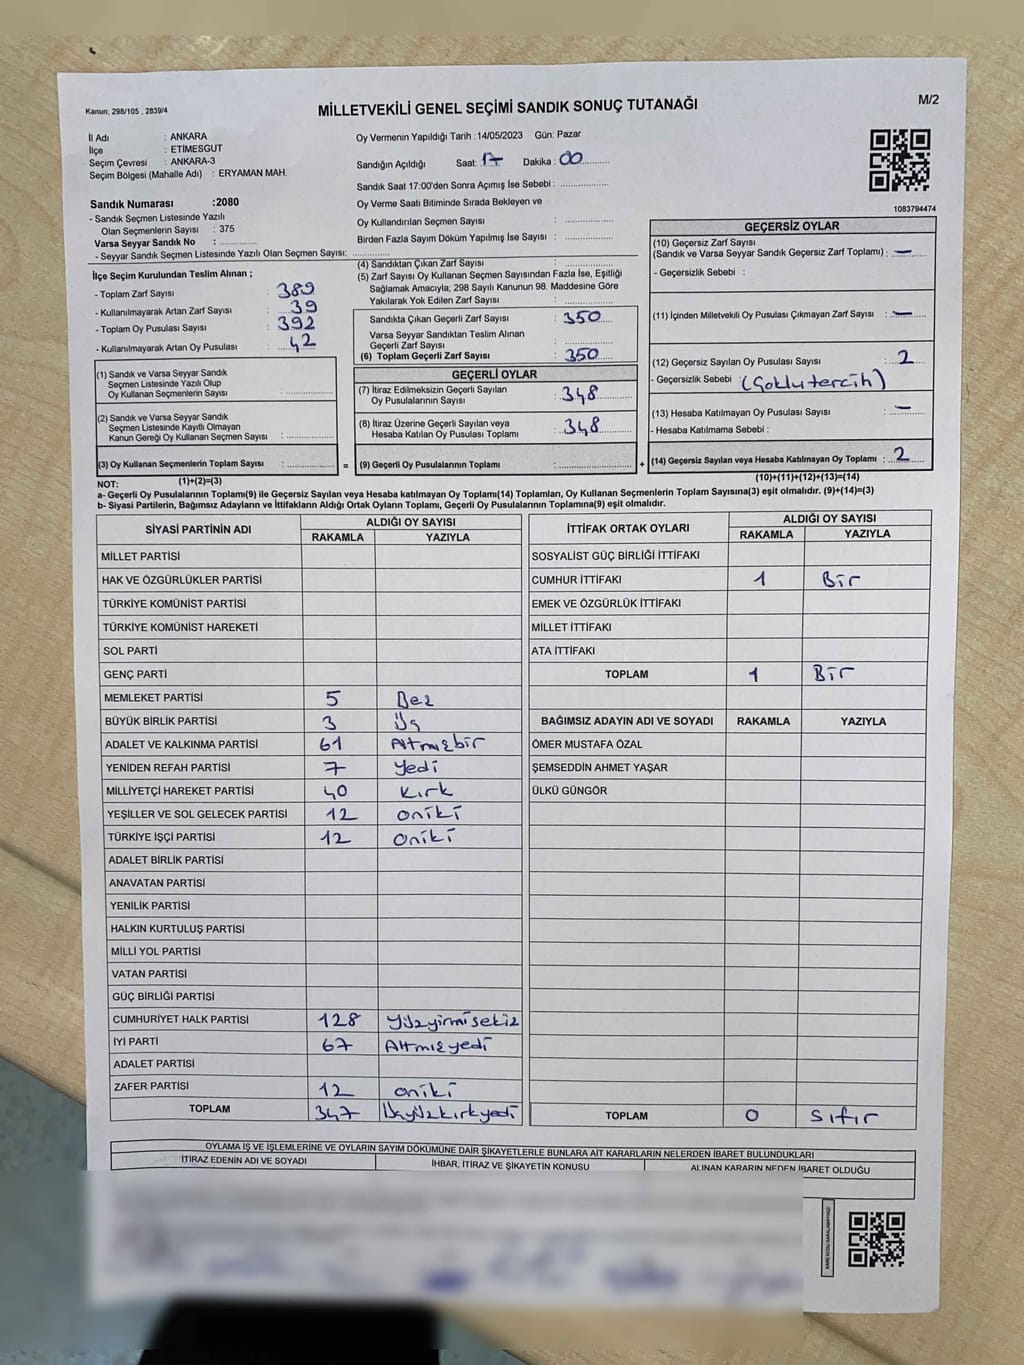 Kanun; 298/105 , 2839/4
MİLLETVEKİLİ GENEL SEÇİMİ SANDIK SONUÇ TUTANAĞI
M/2
İl Adı : ANKARA
İlçe : ETİMESGUT
Seçim Çevresi : ANKARA-3
Seçim Bölgesi (Mahalle Adı) : ERYAMAN MAH.
Oy Vermenin Yapıldığı Tarih :14/05/2023 Gün: Pazar
Sandığın Açıldığı Saat: 17 Dakika : 00
Sandık Saat 17:00'den Sonra Açımış İse Sebebi :
1083794474
Sandık Numarası :2080
- Sandık Seçmen Listesinde Yazılı
Olan Seçmenlerin Sayısı : 375
Varsa Seyyar Sandık No :
- Seyyar Sandık Seçmen Listesinde Yazılı Olan Seçmen Sayısı:
Oy Verme Saati Bitiminde Sırada Bekleyen ve
Oy Kullandırılan Seçmen Sayısı :
Birden Fazla Sayım Döküm Yapılmış İse Sayısı :
İlçe Seçim Kurulundan Teslim Alınan ;
- Toplam Zarf Sayısı : 389
- Kullanılmayarak Artan Zarf Sayısı : 39
- Toplam Oy Pusulası Sayısı : 392
- Kullanılmayarak Artan Oy Pusulası : 42
(4) Sandıktan Çıkan Zarf Sayısı :
(5) Zarf Sayısı Oy Kullanan Seçmen Sayısından Fazla İse, Eşitliği
Sağlamak Amacıyla; 298 Sayılı Kanunun 98. Maddesine Göre
Yakılarak Yok Edilen Zarf Sayısı :
Sandıkta Çıkan Geçerli Zarf Sayısı : 350
Varsa Seyyar Sandıktan Teslim Alınan
Geçerli Zarf Sayısı :
(6) Toplam Geçerli Zarf Sayısı : 350
GEÇERSİZ OYLAR
(10) Geçersiz Zarf Sayısı
(Sandık ve Varsa Seyyar Sandık Geçersiz Zarf Toplamı) : —
- Geçersizlik Sebebi :
(11) İçinden Milletvekili Oy Pusulası Çıkmayan Zarf Sayısı : —
(12) Geçersiz Sayılan Oy Pusulası Sayısı : 2
- Geçersizlik Sebebi : (Çoklu tercih)
(13) Hesaba Katılmayan Oy Pusulası Sayısı : —
- Hesaba Katılmama Sebebi :
(14) Geçersiz Sayılan veya Hesaba Katılmayan Oy Toplamı : 2
(10)+(11)+(12)+(13)=(14)
(1) Sandık ve Varsa Seyyar Sandık
Seçmen Listesinde Yazılı Olup
Oy Kullanan Seçmenlerin Sayısı :
(2) Sandık ve Varsa Seyyar Sandık
Seçmen Listesinde Kayıtlı Olmayan
Kanun Gereği Oy Kullanan Seçmen Sayısı :
(3) Oy Kullanan Seçmenlerin Toplam Sayısı : =
(1)+(2)=(3)
GEÇERLİ OYLAR
(7) İtiraz Edilmeksizin Geçerli Sayılan
Oy Pusulalarının Sayısı : 348
(8) İtiraz Üzerine Geçerli Sayılan veya
Hesaba Katılan Oy Pusulası Toplamı : 348
(9) Geçerli Oy Pusulalarının Toplamı : +
NOT:
a- Geçerli Oy Pusulalarının Toplamı(9) ile Geçersiz Sayılan veya Hesaba katılmayan Oy Toplamı(14) Toplamları, Oy Kullanan Seçmenlerin Toplam Sayısına(3) eşit olmalıdır. (9)+(14)=(3)
b- Siyasi Partilerin, Bağımsız Adayların ve İttifakların Aldığı Ortak Oyların Toplamı, Geçerli Oy Pusulalarının Toplamına(9) eşit olmalıdır.
SİYASİ PARTİNİN ADI ALDIĞI OY SAYISI
RAKAMLA YAZIYLA
MİLLET PARTİSİ
HAK VE ÖZGÜRLÜKLER PARTİSİ
TÜRKİYE KOMÜNİST PARTİSİ
TÜRKİYE KOMÜNİST HAREKETİ
SOL PARTİ
GENÇ PARTİ
MEMLEKET PARTİSİ 5 Beş
BÜYÜK BİRLİK PARTİSİ 3 Üç
ADALET VE KALKINMA PARTİSİ 61 Altmışbir
YENİDEN REFAH PARTİSİ 7 Yedi
MİLLİYETÇİ HAREKET PARTİSİ 40 Kırk
YEŞİLLER VE SOL GELECEK PARTİSİ 12 oniki
TÜRKİYE İŞÇİ PARTİSİ 12 oniki
ADALET BİRLİK PARTİSİ
ANAVATAN PARTİSİ
YENİLİK PARTİSİ
HALKIN KURTULUŞ PARTİSİ
MİLLİ YOL PARTİSİ
VATAN PARTİSİ
GÜÇ BİRLİĞİ PARTİSİ
CUMHURİYET HALK PARTİSİ 128 Yüzyirmisekiz
İYİ PARTİ 67 Altmışyedi
ADALET PARTİSİ
ZAFER PARTİSİ 12 oniki
TOPLAM 347 Üçyüzkırkyedi
İTTİFAK ORTAK OYLARI ALDIĞI OY SAYISI
RAKAMLA YAZIYLA
SOSYALİST GÜÇ BİRLİĞİ İTTİFAKI
CUMHUR İTTİFAKI 1 Bir
EMEK VE ÖZGÜRLÜK İTTİFAKI
MİLLET İTTİFAKI
ATA İTTİFAKI
TOPLAM 1 Bir
BAĞIMSIZ ADAYIN ADI VE SOYADI RAKAMLA YAZIYLA
ÖMER MUSTAFA ÖZAL
ŞEMSEDDİN AHMET YAŞAR
ÜLKÜ GÜNGÖR
TOPLAM 0 Sıfır
OYLAMA İŞ VE İŞLEMLERİNE VE OYLARIN SAYIM DÖKÜMÜNE DAİR ŞİKAYETLERLE BUNLARA AİT KARARLARIN NELERDEN İBARET BULUNDUKLARI
İTİRAZ EDENİN ADI VE SOYADI İHBAR, İTİRAZ VE ŞİKAYETİN KONUSU ALINAN KARARIN NEDEN İBARET OLDUĞU